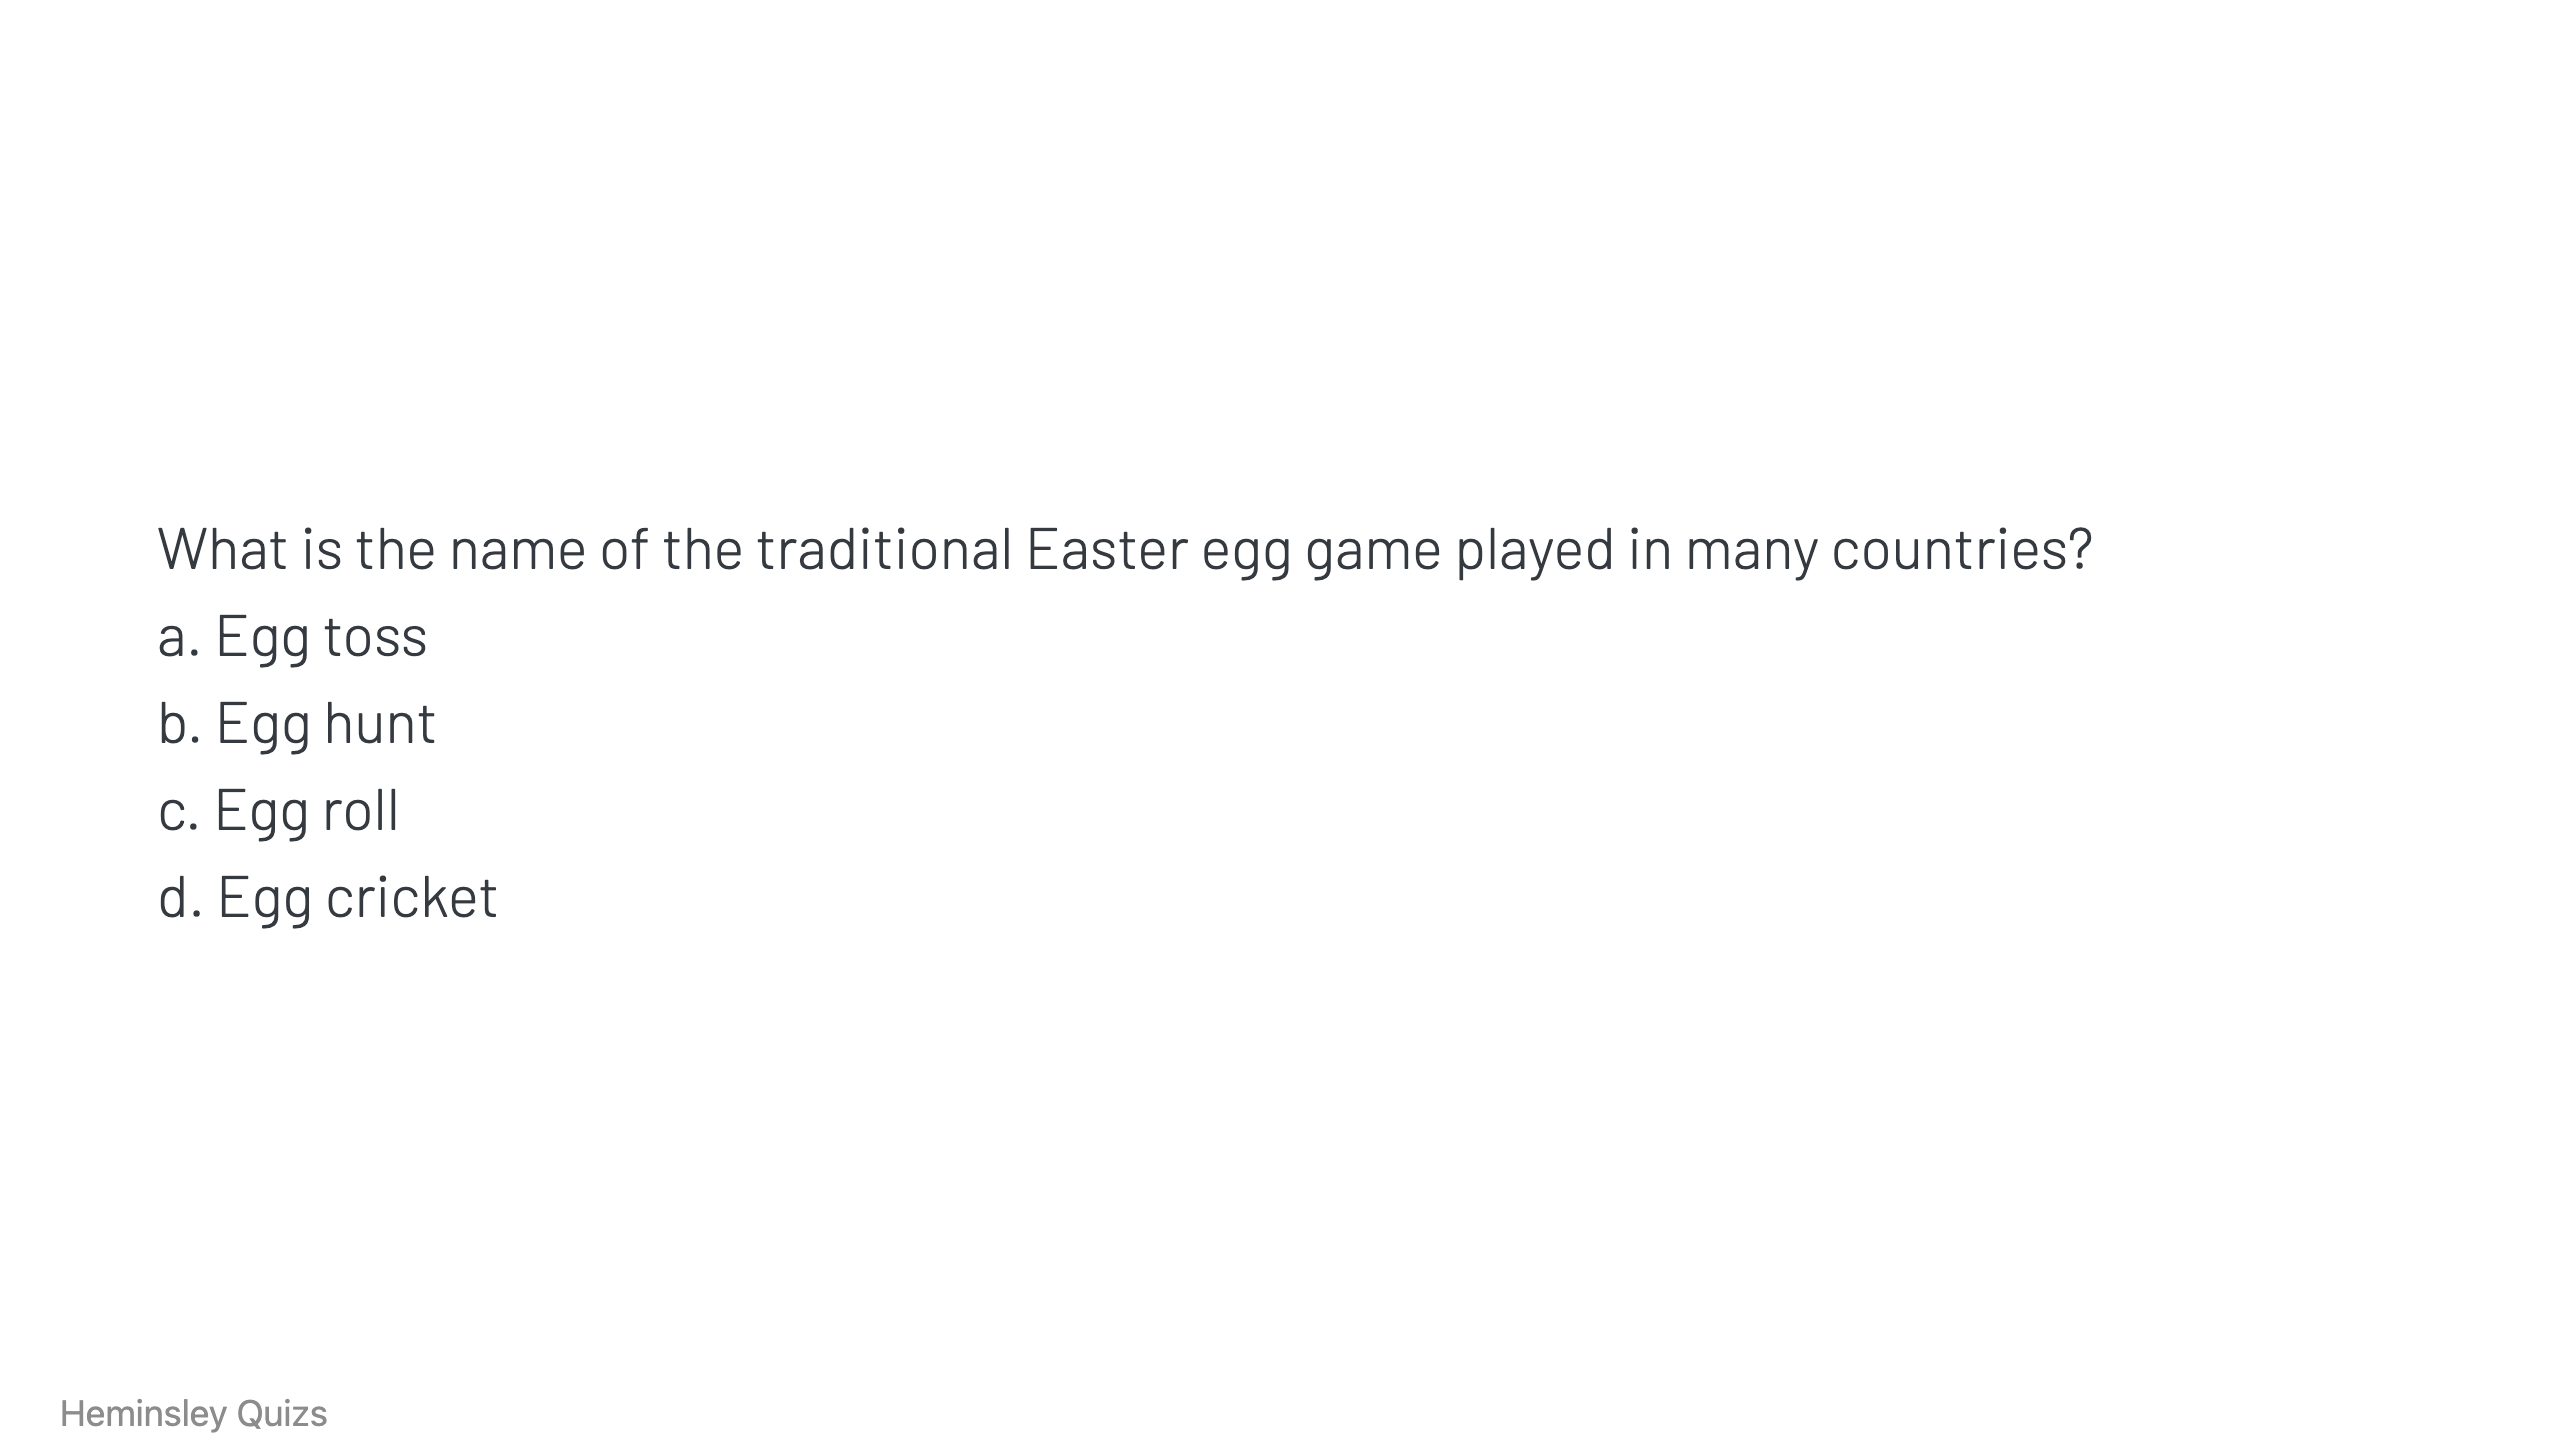 What is the name of the traditional Easter egg game played in many countries?
a. Egg toss
b. Egg hunt
c. Egg roll
d. Egg cricket
Heminsley Quizs